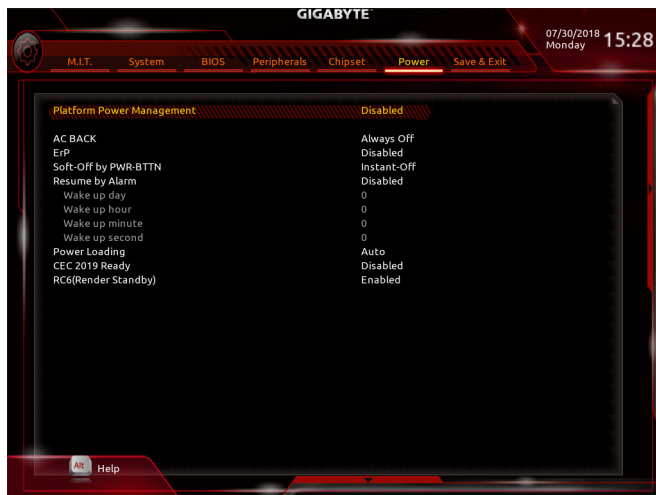 GIGABYTE™
07/30/2018 15:28
Monday
M.I.T. System BIOS Peripherals Chipset Power Save & Exit
Platform Power Management Disabled
AC BACK Always Off
ErP Disabled
Soft-Off by PWR-BTTN Instant-Off
Resume by Alarm Disabled
Wake up day 0
Wake up hour 0
Wake up minute 0
Wake up second 0
Power Loading Auto
CEC 2019 Ready Disabled
RC6(Render Standby) Enabled
Alt Help